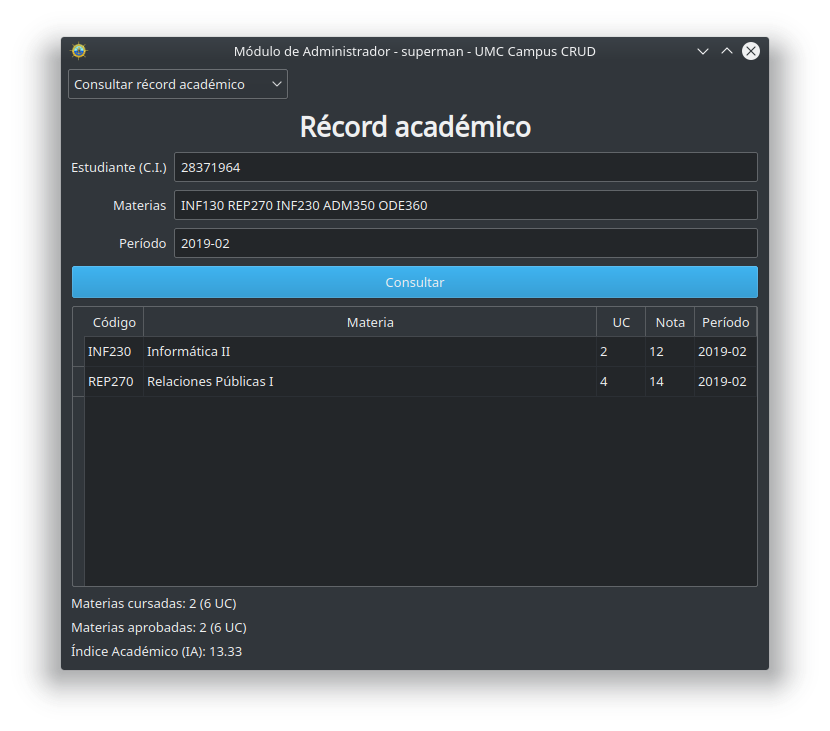 Módulo de Administrador - superman - UMC Campus CRUD
Consultar récord académico
Récord académico
Estudiante (C.I.) 28371964
Materias INF130 REP270 INF230 ADM350 ODE360
Período 2019-02
Consultar
Código Materia UC Nota Período
INF230 Informática II 2 12 2019-02
REP270 Relaciones Públicas I 4 14 2019-02
Materias cursadas: 2 (6 UC)
Materias aprobadas: 2 (6 UC)
Índice Académico (IA): 13.33